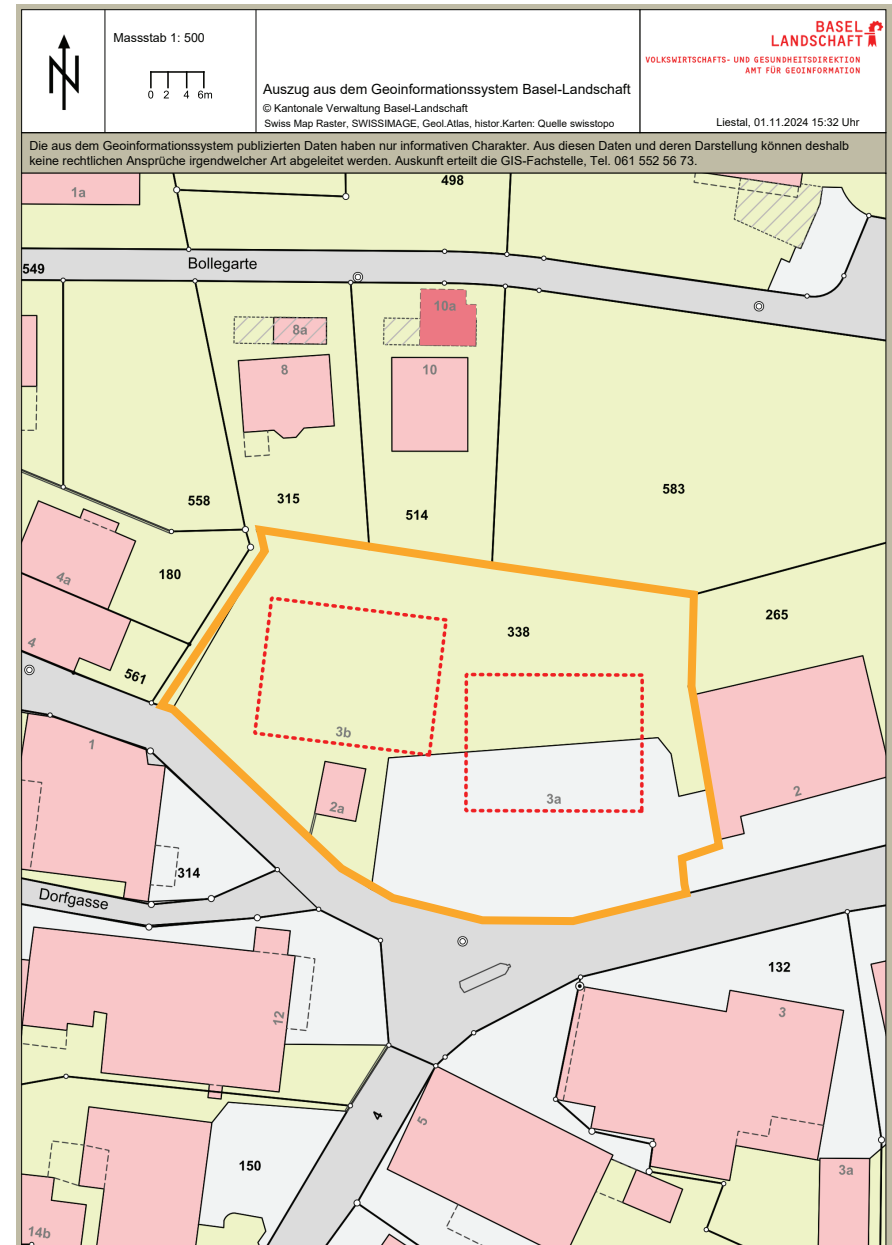 Massstab 1: 500
0 2 4 6m
Auszug aus dem Geoinformationssystem Basel-Landschaft
© Kantonale Verwaltung Basel-Landschaft
Swiss Map Raster, SWISSIMAGE, Geol.Atlas, histor.Karten: Quelle swisstopo
BASEL
LANDSCHAFT
VOLKSWIRTSCHAFTS- UND GESUNDHEITSDIREKTION
AMT FÜR GEOINFORMATION
Liestal, 01.11.2024 15:32 Uhr
Die aus dem Geoinformationssystem publizierten Daten haben nur informativen Charakter. Aus diesen Daten und deren Darstellung können deshalb
keine rechtlichen Ansprüche irgendwelcher Art abgeleitet werden. Auskunft erteilt die GIS-Fachstelle, Tel. 061 552 56 73.
1a
498
549
Bollegarte
10a
8a
8
10
558
315
514
583
4a
180
4
561
338
265
3b
1
2a
3a
2
314
Dorfgasse
132
12
3
4
5
150
3a
14b